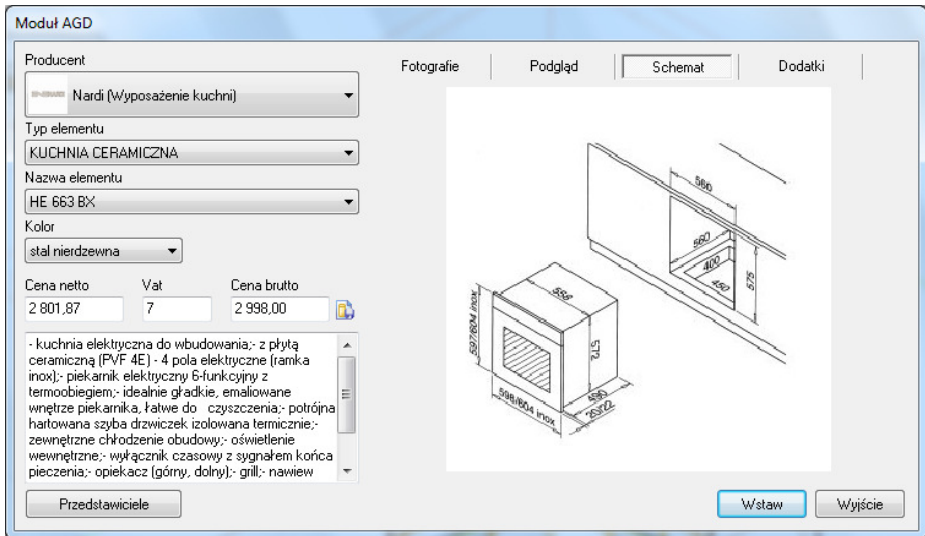 Moduł AGD
Producent
Nardi (Wyposażenie kuchni)
Typ elementu
KUCHNIA CERAMICZNA
Nazwa elementu
HE 663 BX
Kolor
stal nierdzewna
Cena netto Vat Cena brutto
2 801,87 7 2 998,00
- kuchnia elektryczna do wbudowania;- z płytą
ceramiczną (PVF 4E) - 4 pola elektryczne (ramka
inox);- piekarnik elektryczny 6-funkcyjny z
termoobiegiem;- idealnie gładkie, emaliowane
wnętrze piekarnika, łatwe do czyszczenia;- potrójna
hartowana szyba drzwiczek izolowana termicznie;-
zewnętrzne chłodzenie obudowy;- oświetlenie
wewnętrzne;- wyłącznik czasowy z sygnałem końca
pieczenia;- opiekacz (górny, dolny);- grill;- nawiew
Przedstawiciele
Fotografie Podgląd Schemat Dodatki
560
560
400
450
575
556
597/604 inox
572
598/604 inox
Wstaw Wyjście